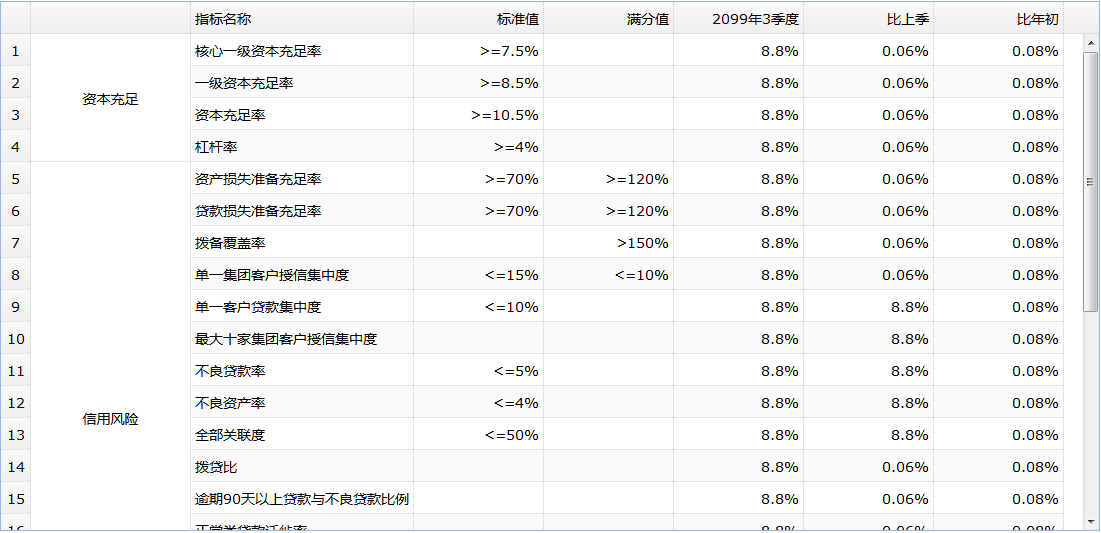 指标名称 标准值 满分值 2099年3季度 比上季 比年初
1 核心一级资本充足率 >=7.5% 8.8% 0.06% 0.08%
2 一级资本充足率 >=8.5% 8.8% 0.06% 0.08%
资本充足
3 资本充足率 >=10.5% 8.8% 0.06% 0.08%
4 杠杆率 >=4% 8.8% 0.06% 0.08%
5 资产损失准备充足率 >=70% >=120% 8.8% 0.06% 0.08%
6 贷款损失准备充足率 >=70% >=120% 8.8% 0.06% 0.08%
7 拨备覆盖率 >150% 8.8% 0.06% 0.08%
8 单一集团客户授信集中度 <=15% <=10% 8.8% 0.06% 0.08%
9 单一客户贷款集中度 <=10% 8.8% 8.8% 0.08%
10 最大十家集团客户授信集中度 8.8% 8.8% 0.08%
11 不良贷款率 <=5% 8.8% 8.8% 0.08%
12 不良资产率 <=4% 8.8% 8.8% 0.08%
信用风险
13 全部关联度 <=50% 8.8% 8.8% 0.08%
14 拨贷比 8.8% 0.06% 0.08%
15 逾期90天以上贷款与不良贷款比例 8.8% 0.06% 0.08%
16 正常类贷款迁徙率 8.8% 0.06% 0.08%